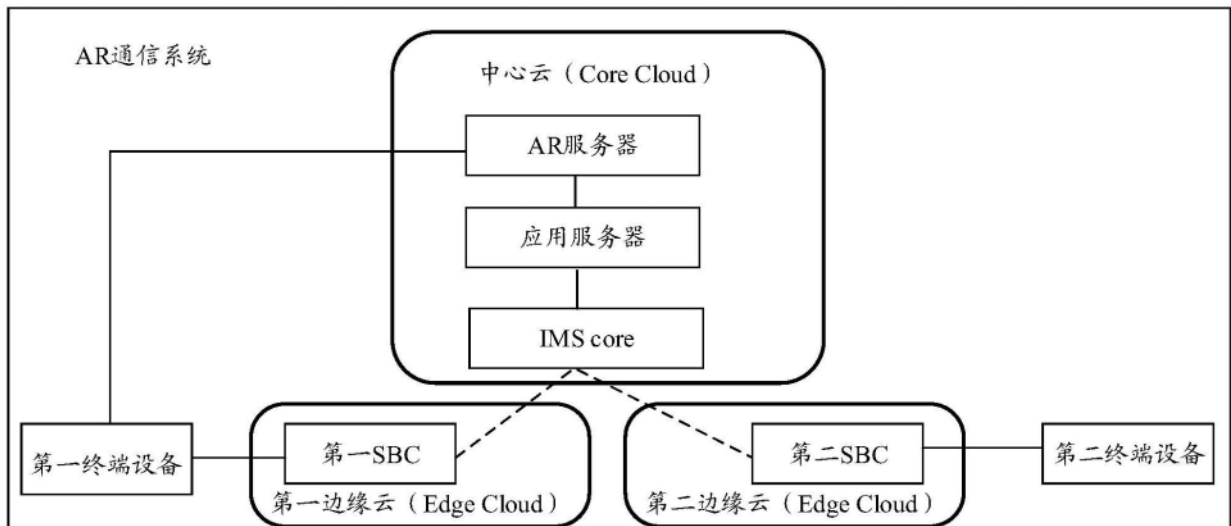 AR通信系统
中心云（Core Cloud）
AR服务器
应用服务器
IMS core
第一终端设备
第一SBC
第一边缘云（Edge Cloud）
第二SBC
第二边缘云（Edge Cloud）
第二终端设备